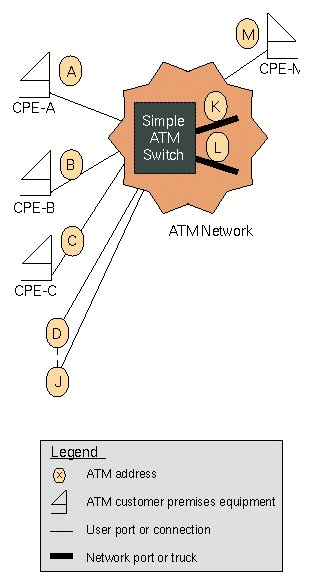 M
A
CPE-M
CPE-A
K
Simple
ATM
Switch
L
B
CPE-B
ATM Network
C
CPE-C
D
J
Legend
X
ATM address
ATM customer premises equipment
User port or connection
Network port or truck